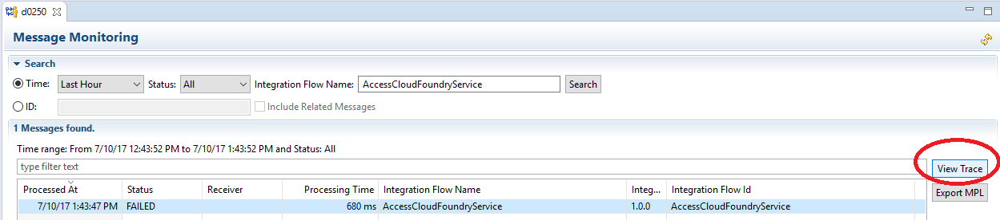 d0250
Message Monitoring
Search
Time: Last Hour Status: All Integration Flow Name: AccessCloudFoundryService Search
ID: Include Related Messages
1 Messages found.
Time range: From 7/10/17 12:43:52 PM to 7/10/17 1:43:52 PM and Status: All
type filter text View Trace
Processed At Status Receiver Processing Time Integration Flow Name Integ... Integration Flow Id Export MPL
7/10/17 1:43:47 PM FAILED 680 ms AccessCloudFoundryService 1.0.0 AccessCloudFoundryService